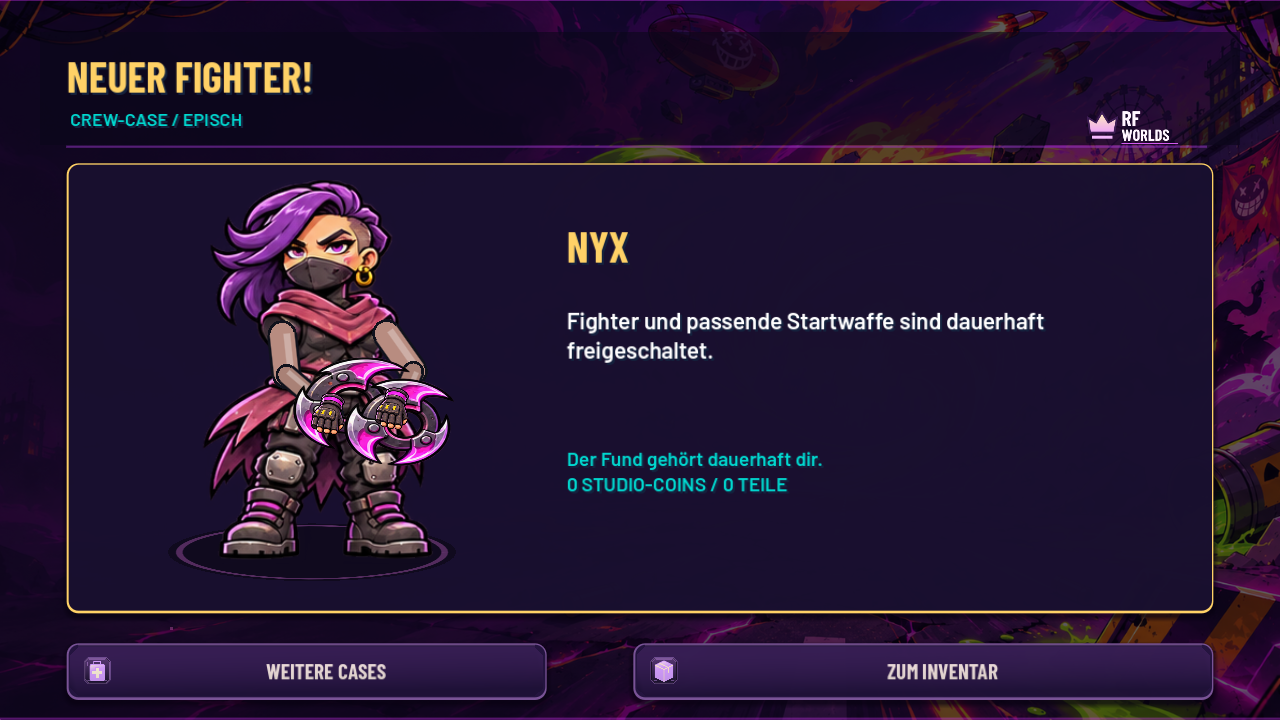 NEUER FIGHTER!
CREW-CASE / EPISCH
RF
WORLDS
NYX
Fighter und passende Startwaffe sind dauerhaft
freigeschaltet.
Der Fund gehört dauerhaft dir.
0 STUDIO-COINS / 0 TEILE
WEITERE CASES
ZUM INVENTAR